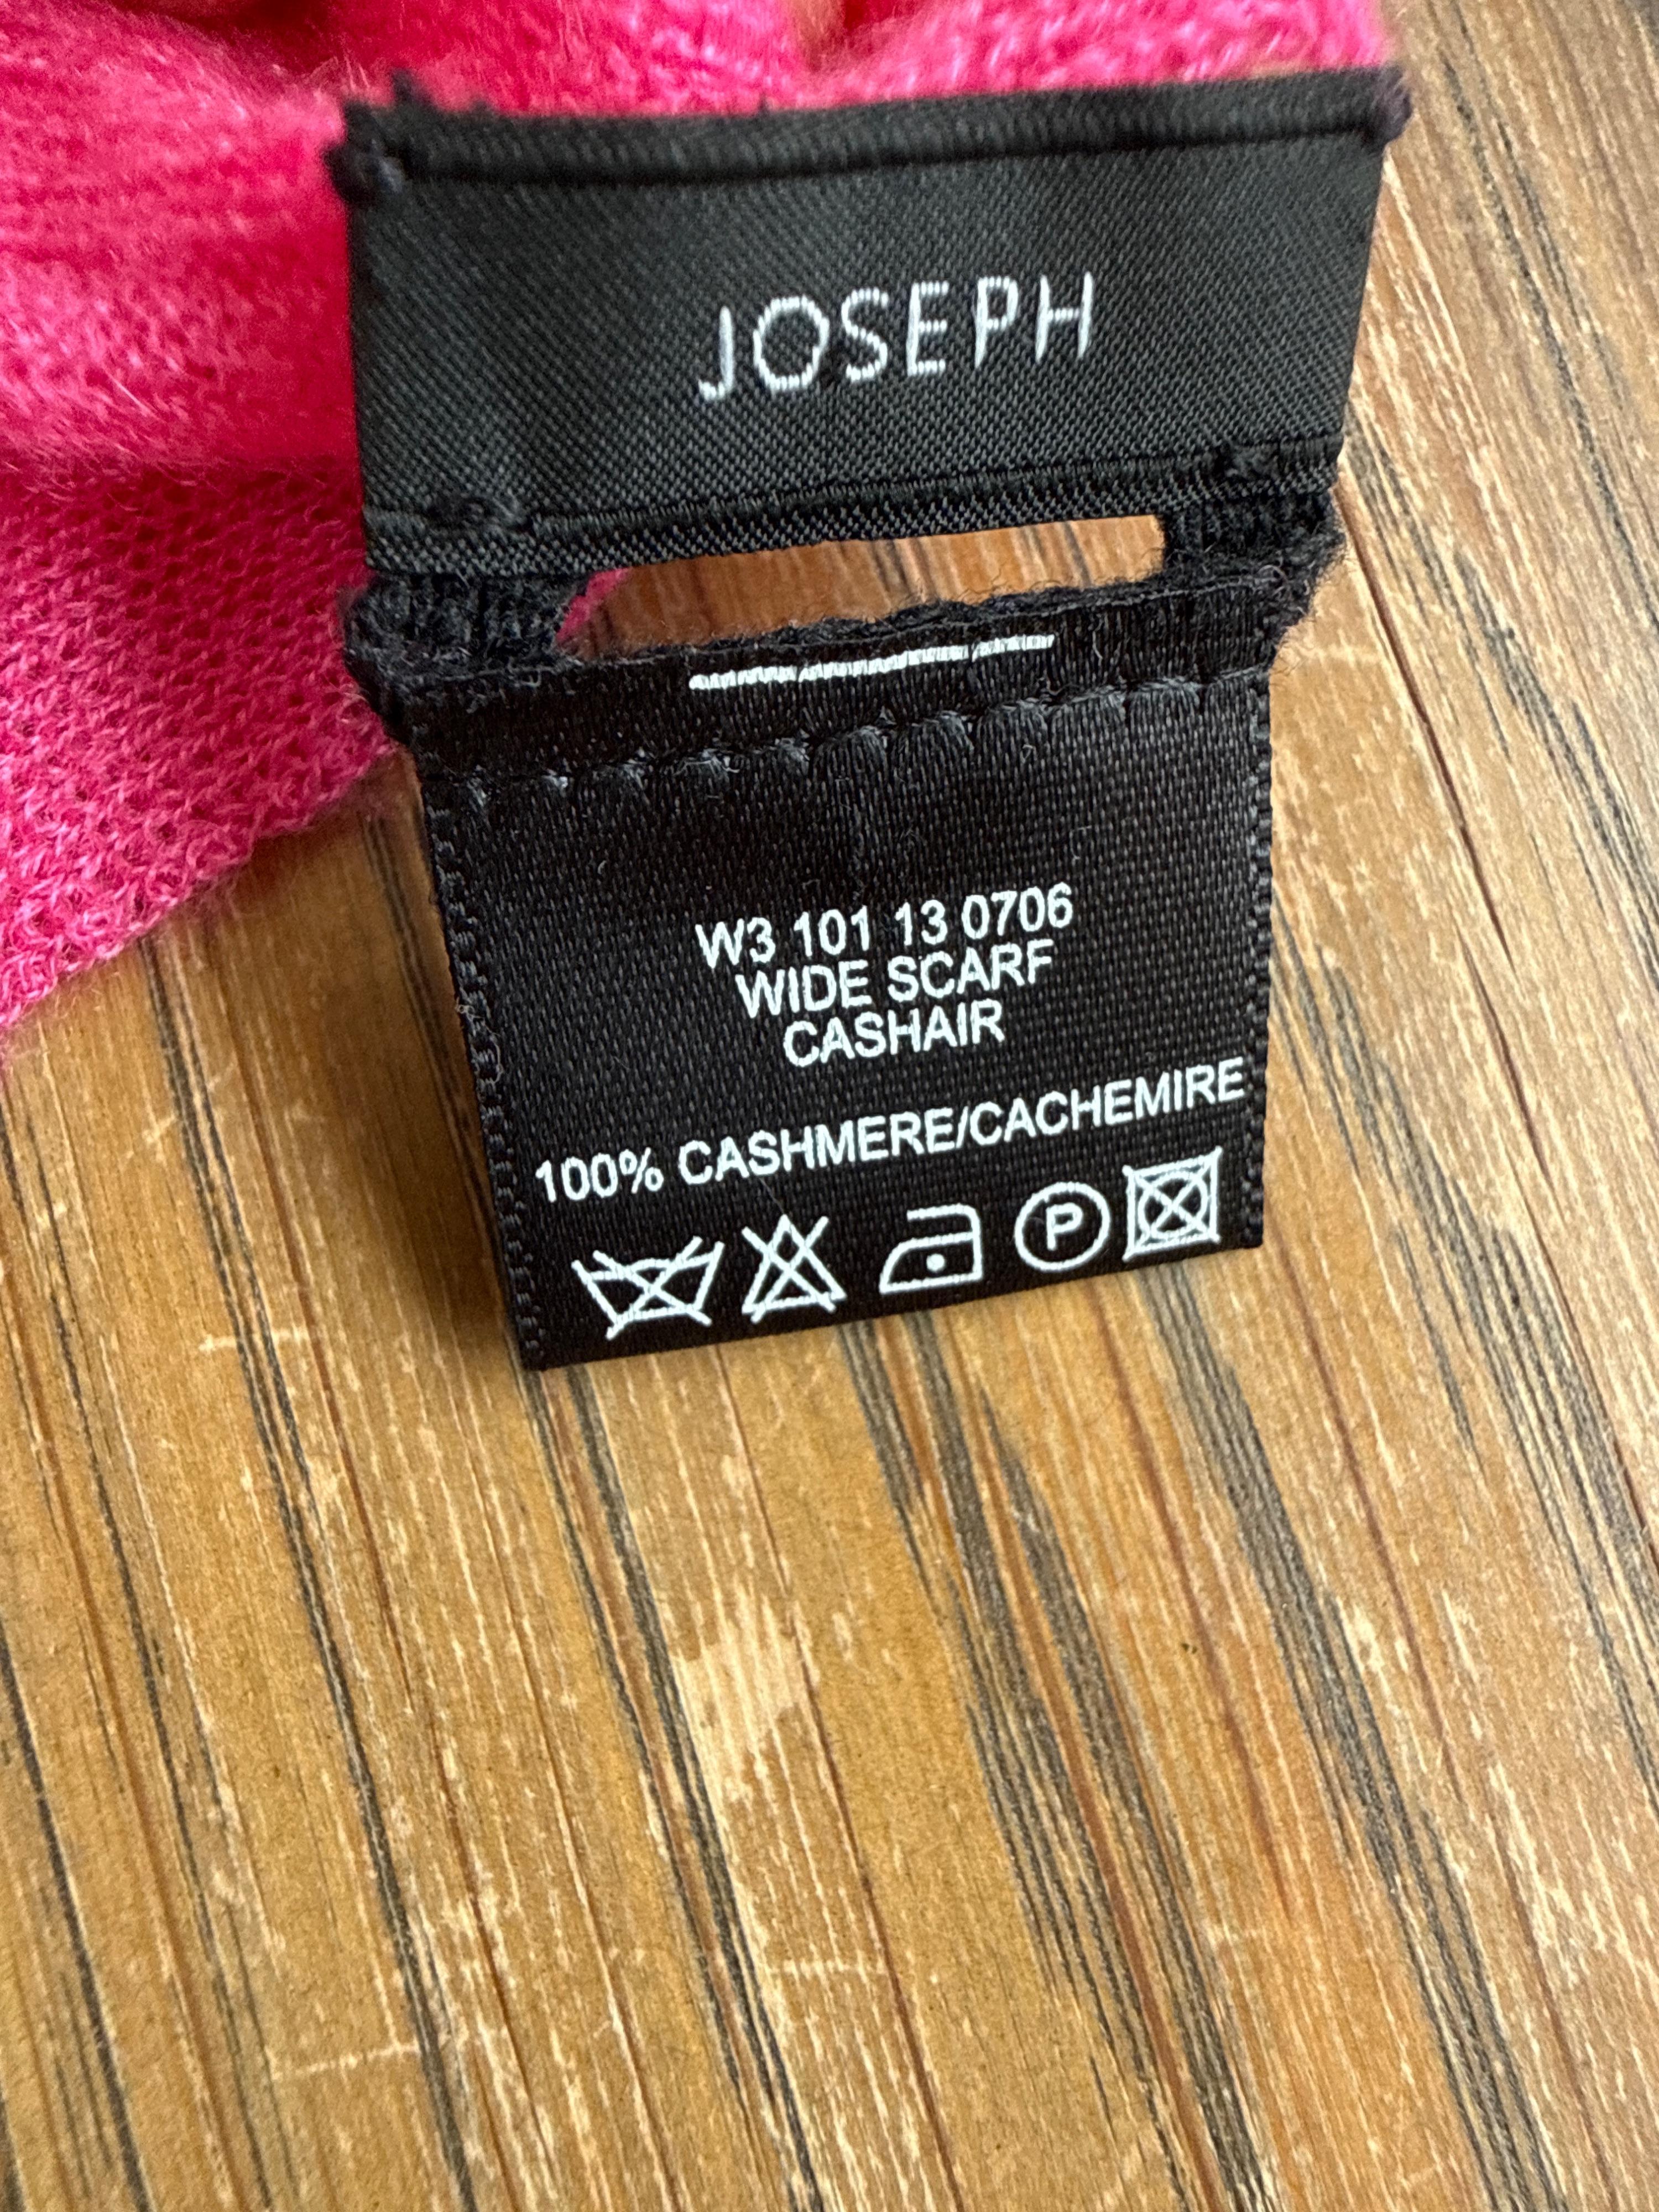 JOSEPH
W3 101 13 0706
WIDE SCARF
CASHAIR
100% CASHMERE/CACHEMIRE
P